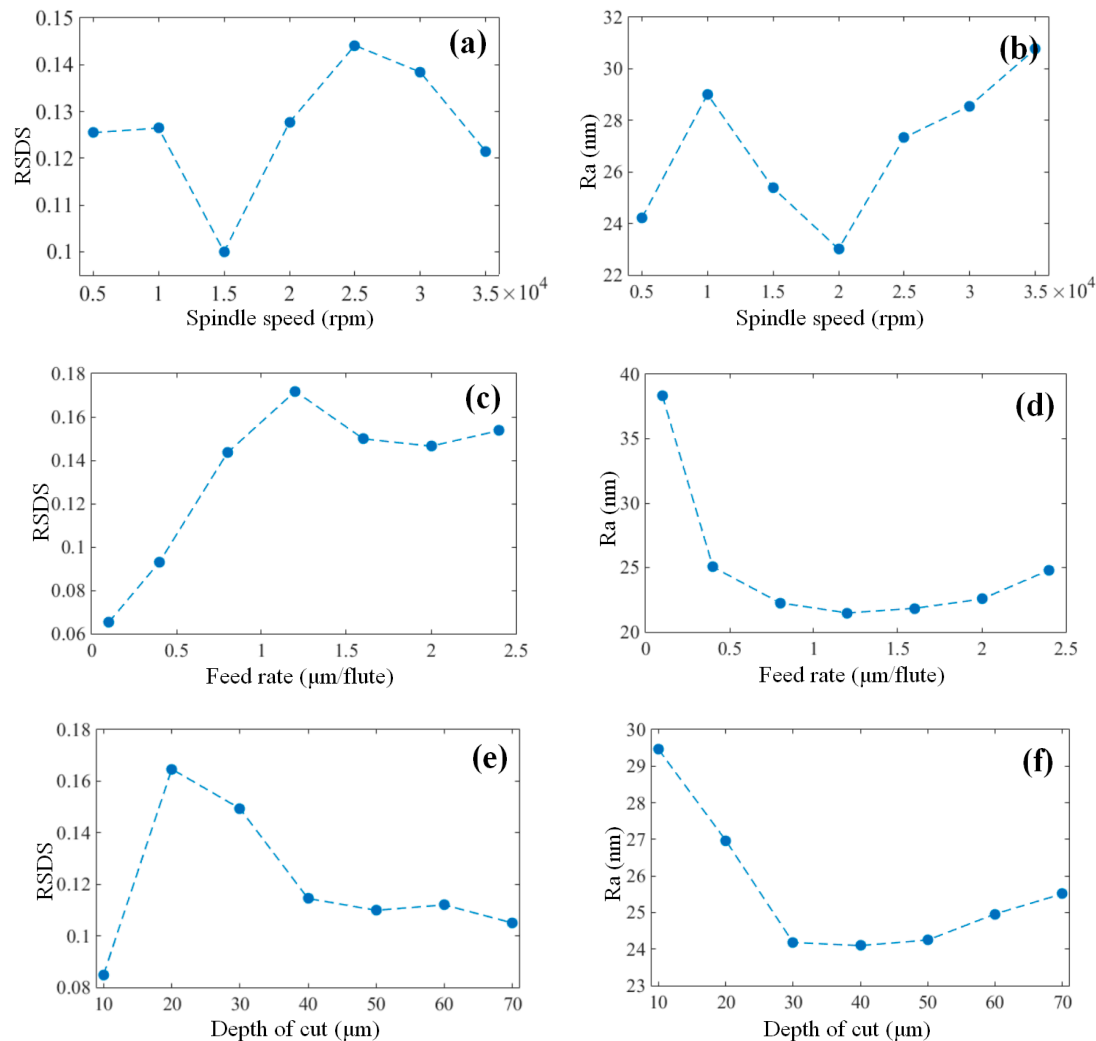 (a)
RSDS
0.15
0.14
0.13
0.12
0.11
0.1
0.5 1 1.5 2 2.5 3 3.5 ×10⁴
Spindle speed (rpm)
(b)
Ra (nm)
32
30
28
26
24
22
0.5 1 1.5 2 2.5 3 3.5 ×10⁴
Spindle speed (rpm)
(c)
RSDS
0.18
0.16
0.14
0.12
0.1
0.08
0.06
0 0.5 1 1.5 2 2.5
Feed rate (μm/flute)
(d)
Ra (nm)
40
35
30
25
20
0 0.5 1 1.5 2 2.5
Feed rate (μm/flute)
(e)
RSDS
0.18
0.16
0.14
0.12
0.1
0.08
10 20 30 40 50 60 70
Depth of cut (μm)
(f)
Ra (nm)
30
29
28
27
26
25
24
23
10 20 30 40 50 60 70
Depth of cut (μm)